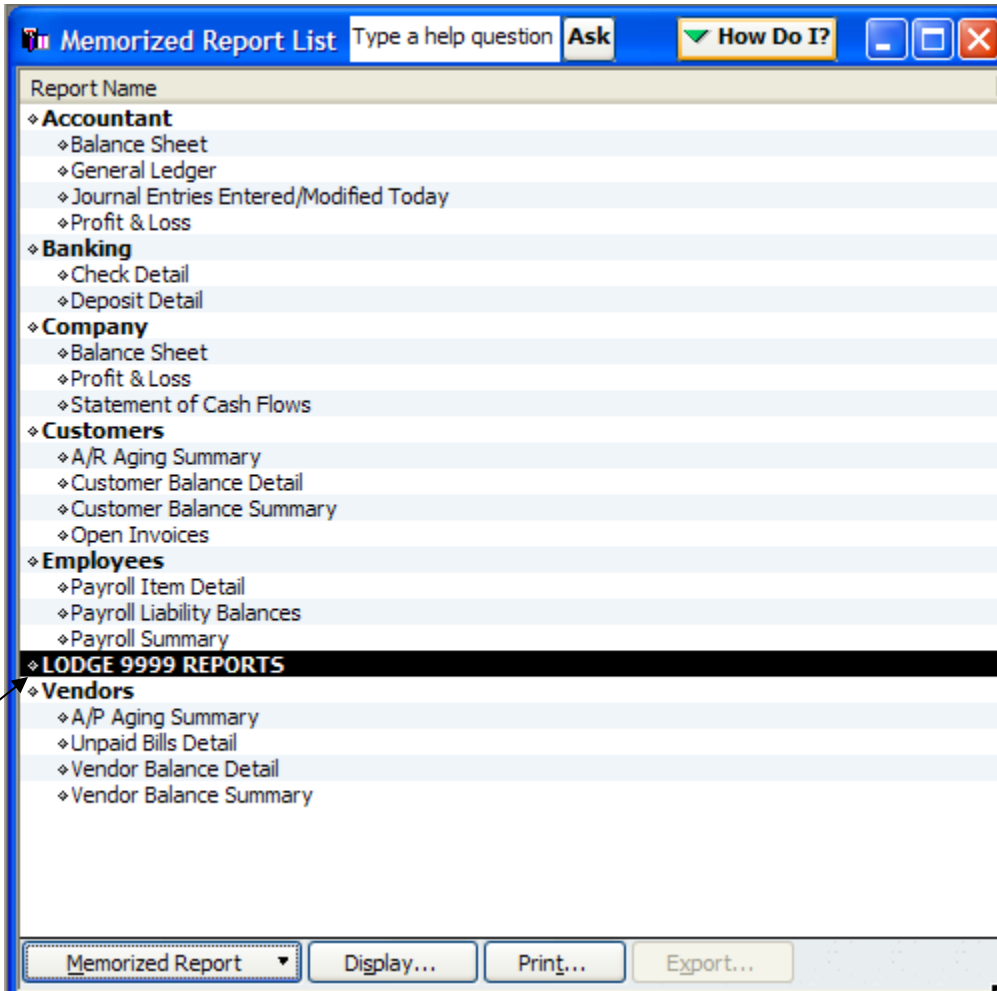 Memorized Report List Type a help question Ask How Do I?
Report Name
Accountant
Balance Sheet
General Ledger
Journal Entries Entered/Modified Today
Profit & Loss
Banking
Check Detail
Deposit Detail
Company
Balance Sheet
Profit & Loss
Statement of Cash Flows
Customers
A/R Aging Summary
Customer Balance Detail
Customer Balance Summary
Open Invoices
Employees
Payroll Item Detail
Payroll Liability Balances
Payroll Summary
LODGE 9999 REPORTS
Vendors
A/P Aging Summary
Unpaid Bills Detail
Vendor Balance Detail
Vendor Balance Summary
Memorized Report Display... Print... Export...